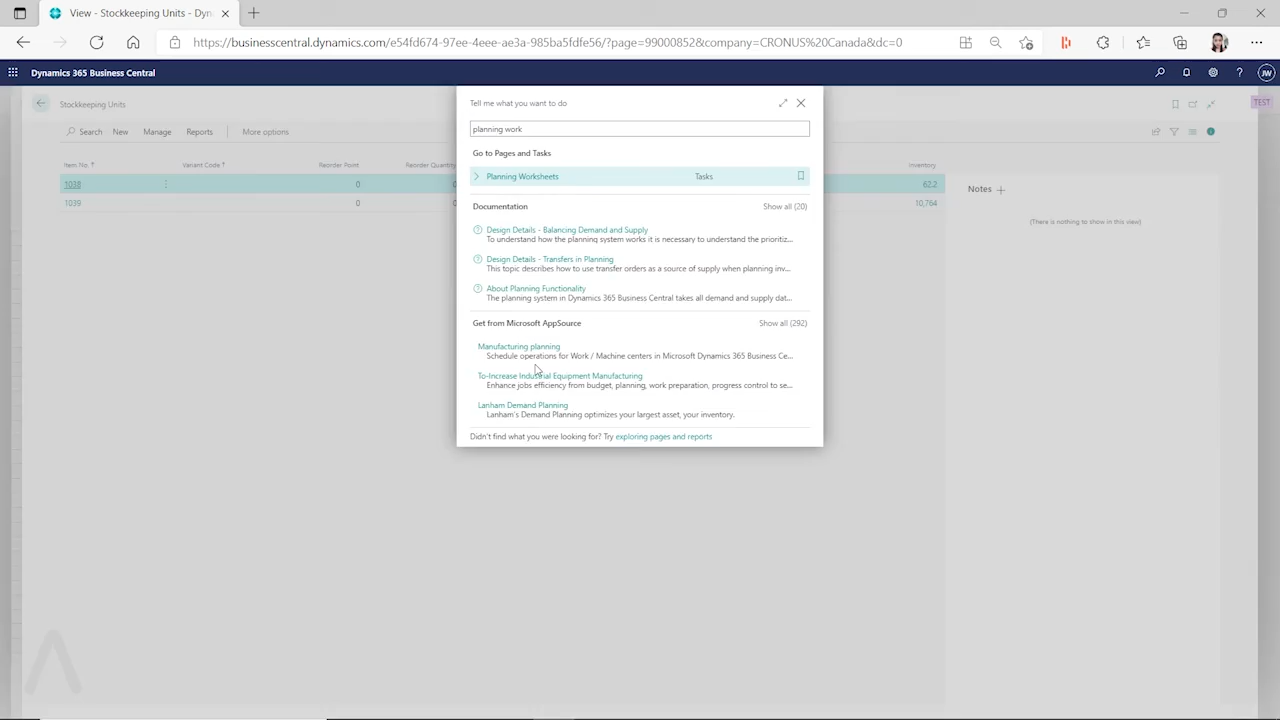 View - Stockkeeping Units - Dyn
https://businesscentral.dynamics.com/e54fd674-97ee-4eee-ae3a-985ba5fdfe56/?page=99000852&company=CRONUS%20Canada&dc=0
Dynamics 365 Business Central
JW
Stockkeeping Units
TEST
Search New Manage Reports More options
Item No. ↑ Variant Code ↑ Reorder Point Reorder Quantity Inventory
1038 0 0 62.2
1039 0 0 10,764
Notes
(There is nothing to show in this view)
Tell me what you want to do
planning work
Go to Pages and Tasks
Planning Worksheets Tasks
Documentation Show all (20)
Design Details - Balancing Demand and Supply
To understand how the planning system works it is necessary to understand the prioritiz...
Design Details - Transfers in Planning
This topic describes how to use transfer orders as a source of supply when planning inv...
About Planning Functionality
The planning system in Dynamics 365 Business Central takes all demand and supply dat...
Get from Microsoft AppSource Show all (292)
Manufacturing planning
Schedule operations for Work / Machine centers in Microsoft Dynamics 365 Business Ce...
To-Increase Industrial Equipment Manufacturing
Enhance jobs efficiency from budget, planning, work preparation, progress control to se...
Lanham Demand Planning
Lanham's Demand Planning optimizes your largest asset, your inventory.
Didn't find what you were looking for? Try exploring pages and reports